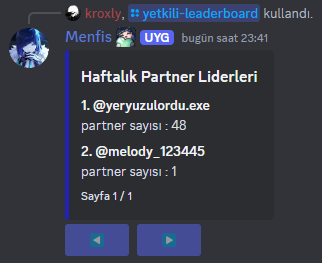 kroxly, yetkili-leaderboard kullandı.
Menfis UYG bugün saat 23:41
Haftalık Partner Liderleri
1. @yeryuzulordu.exe
partner sayısı : 48
2. @melody_123445
partner sayısı : 1
Sayfa 1 / 1